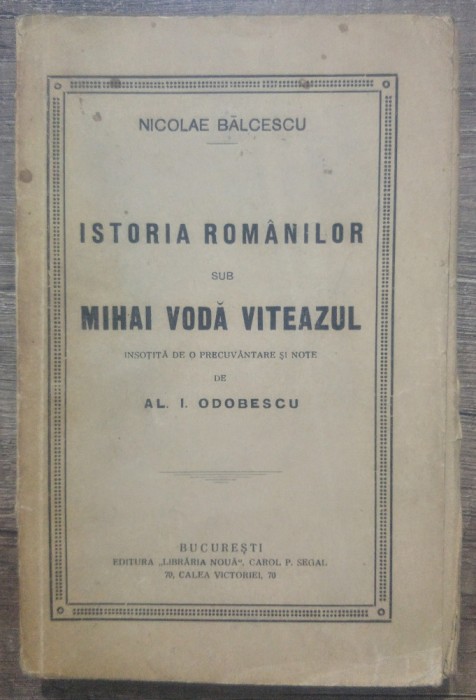 NICOLAE BĂLCESCU
ISTORIA ROMÂNILOR
SUB
MIHAI VODĂ VITEAZUL
INSOȚITĂ DE O PRECUVÂNTARE ȘI NOTE
DE
AL. I. ODOBESCU
BUCUREȘTI
EDITURA „LIBRĂRIA NOUĂ", CAROL P. SEGAL
70, CALEA VICTORIEI, 70